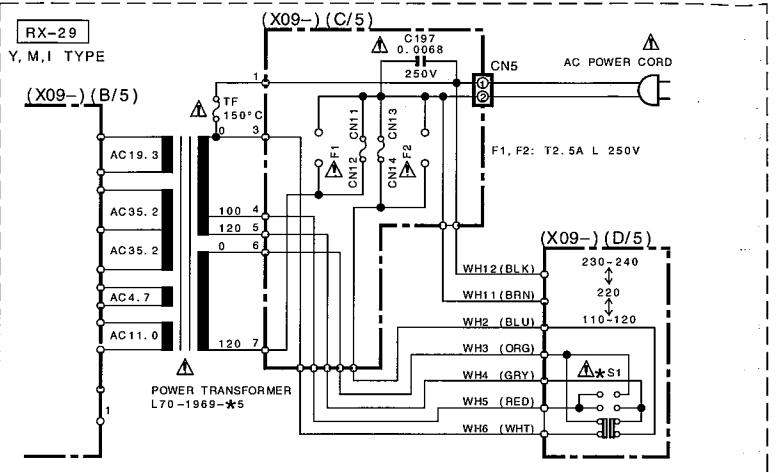 RX-29
Y,M,I TYPE
(X09-)(B/5)
(X09-)(C/5)
C197
0.0068
250V
CN5
AC POWER CORD
1
2
1
TF
150°C
0 3
CN11
CN13
F1
F2
CN12
CN14
F1,F2: T2.5A L 250V
AC19.3
AC35.2
AC35.2
AC4.7
AC11.0
100 4
120 5
0 6
120 7
POWER TRANSFORMER
L70-1969-*5
1
(X09-)(D/5)
230-240
220
110-120
WH12(BLK)
WH11(BRN)
WH2(BLU)
WH3(ORG)
WH4(GRY)
WH5(RED)
WH6(WHT)
*S1